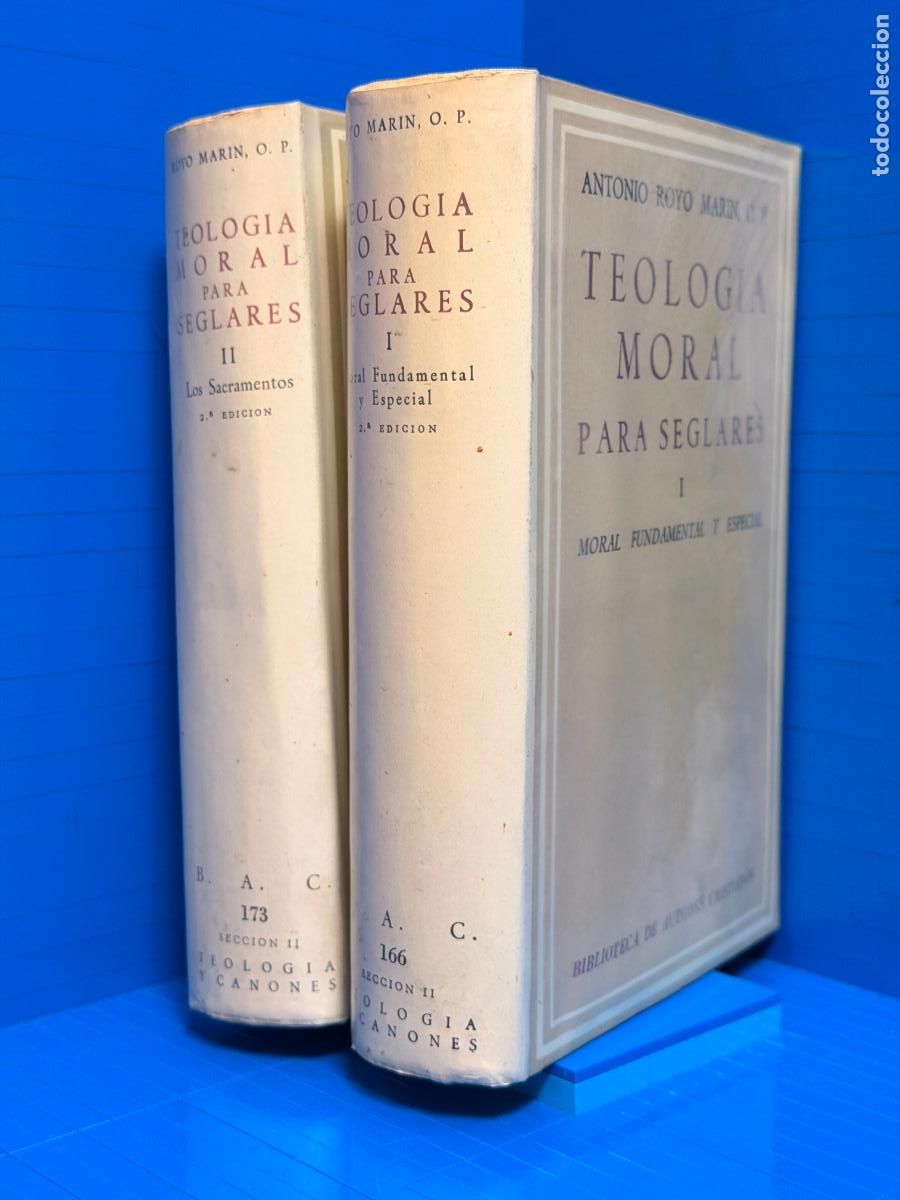 ROYO MARIN, O. P.
TEOLOGIA
MORAL
PARA
SEGLARES
II
Los Sacramentos
2.ª EDICION
B. A. C.
173
SECCION II
TEOLOGIA
Y CANONES
YO MARIN, O. P.
EOLOGIA
ORAL
PARA
EGLARES
I
ral Fundamental
y Especial
2.ª EDICION
A. C.
166
SECCION II
OLOGIA
CANONES
ANTONIO ROYO MARIN, O. P.
TEOLOGIA
MORAL
PARA SEGLARES
I
MORAL FUNDAMENTAL Y ESPECIAL
BIBLIOTECA DE AUTORES CRISTIANOS
todocoleccion